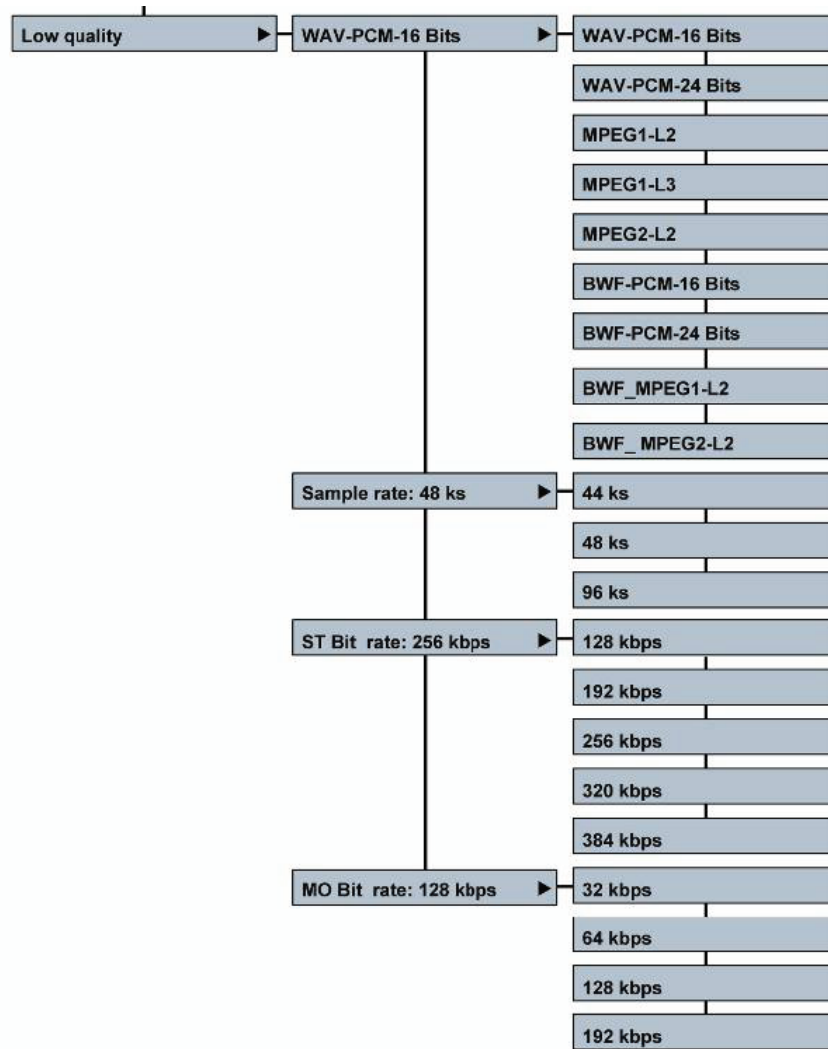 Low quality
WAV-PCM-16 Bits
WAV-PCM-16 Bits
WAV-PCM-24 Bits
MPEG1-L2
MPEG1-L3
MPEG2-L2
BWF-PCM-16 Bits
BWF-PCM-24 Bits
BWF_MPEG1-L2
BWF_ MPEG2-L2
Sample rate: 48 ks
44 ks
48 ks
96 ks
ST Bit rate: 256 kbps
128 kbps
192 kbps
256 kbps
320 kbps
384 kbps
MO Bit rate: 128 kbps
32 kbps
64 kbps
128 kbps
192 kbps